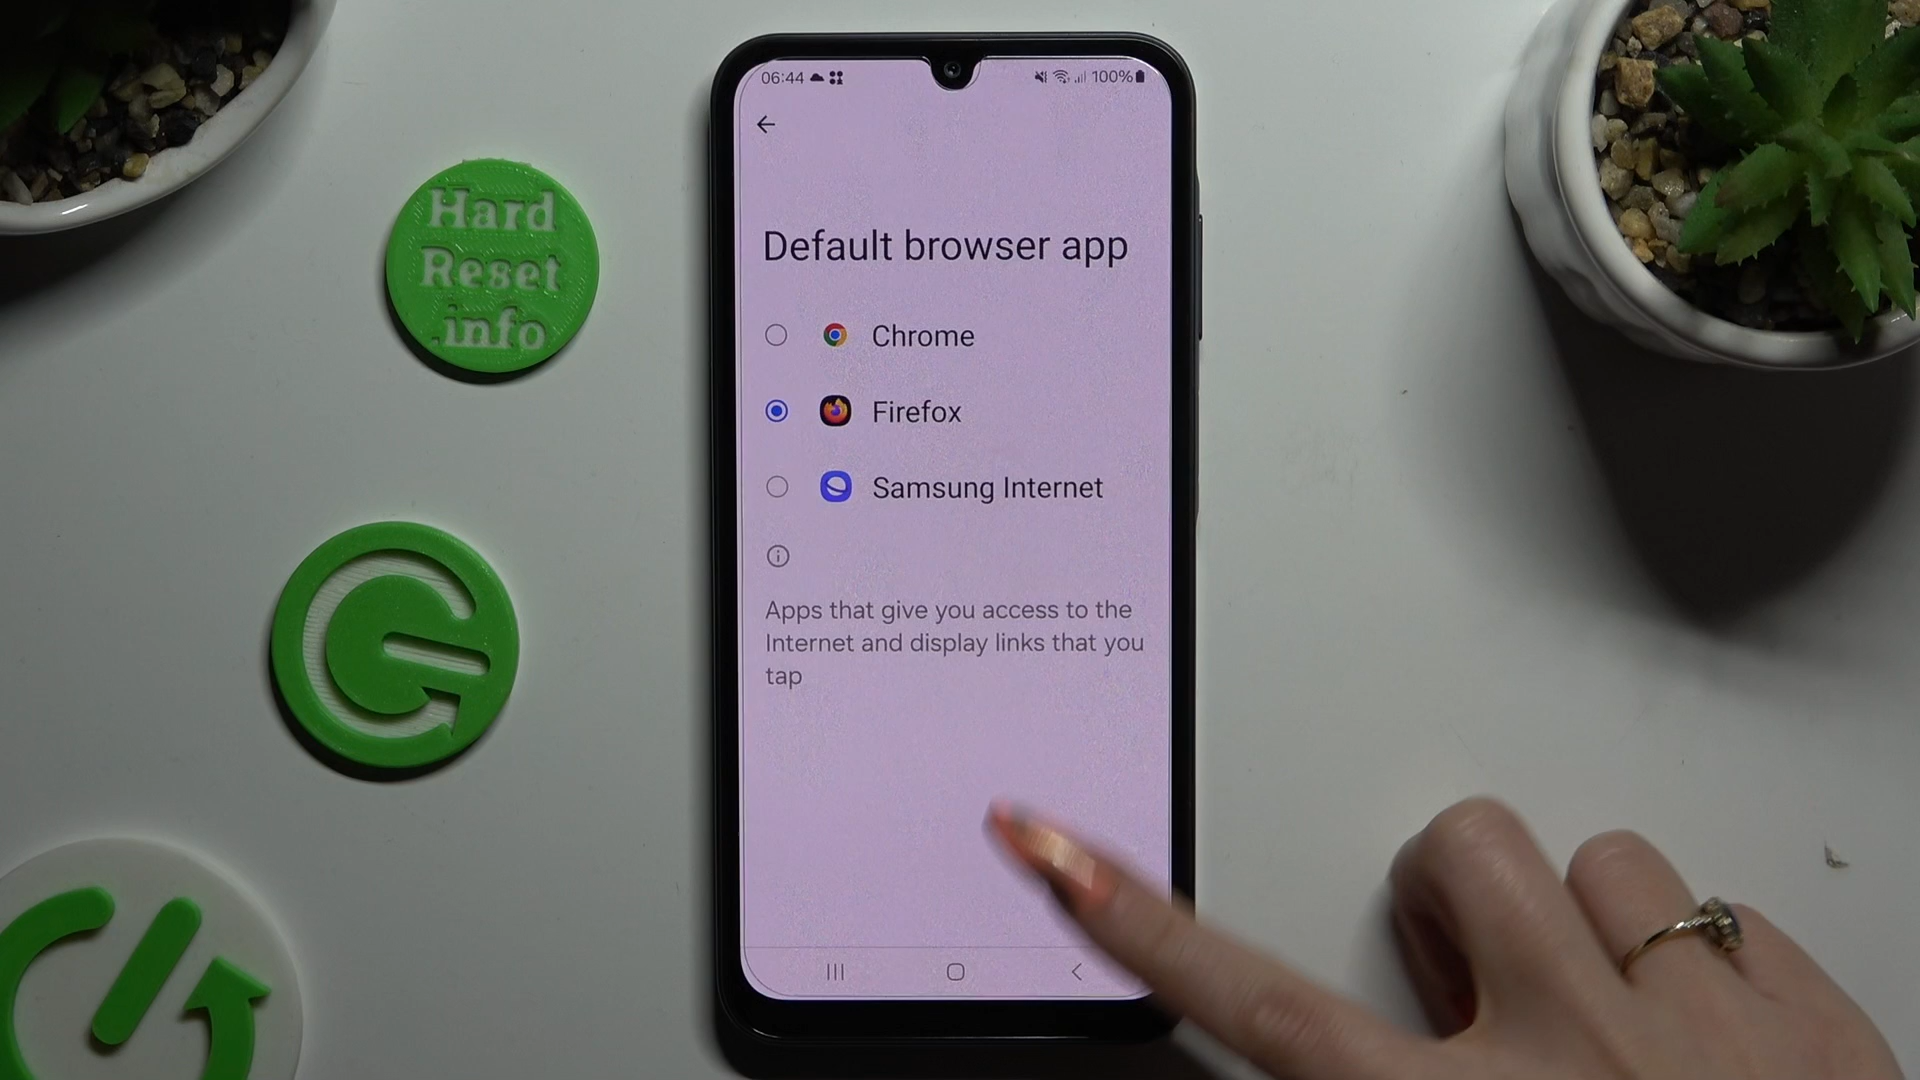 Hard
Reset
.info
06:44
100%
Default browser app
Chrome
Firefox
Samsung Internet
Apps that give you access to the
Internet and display links that you
tap